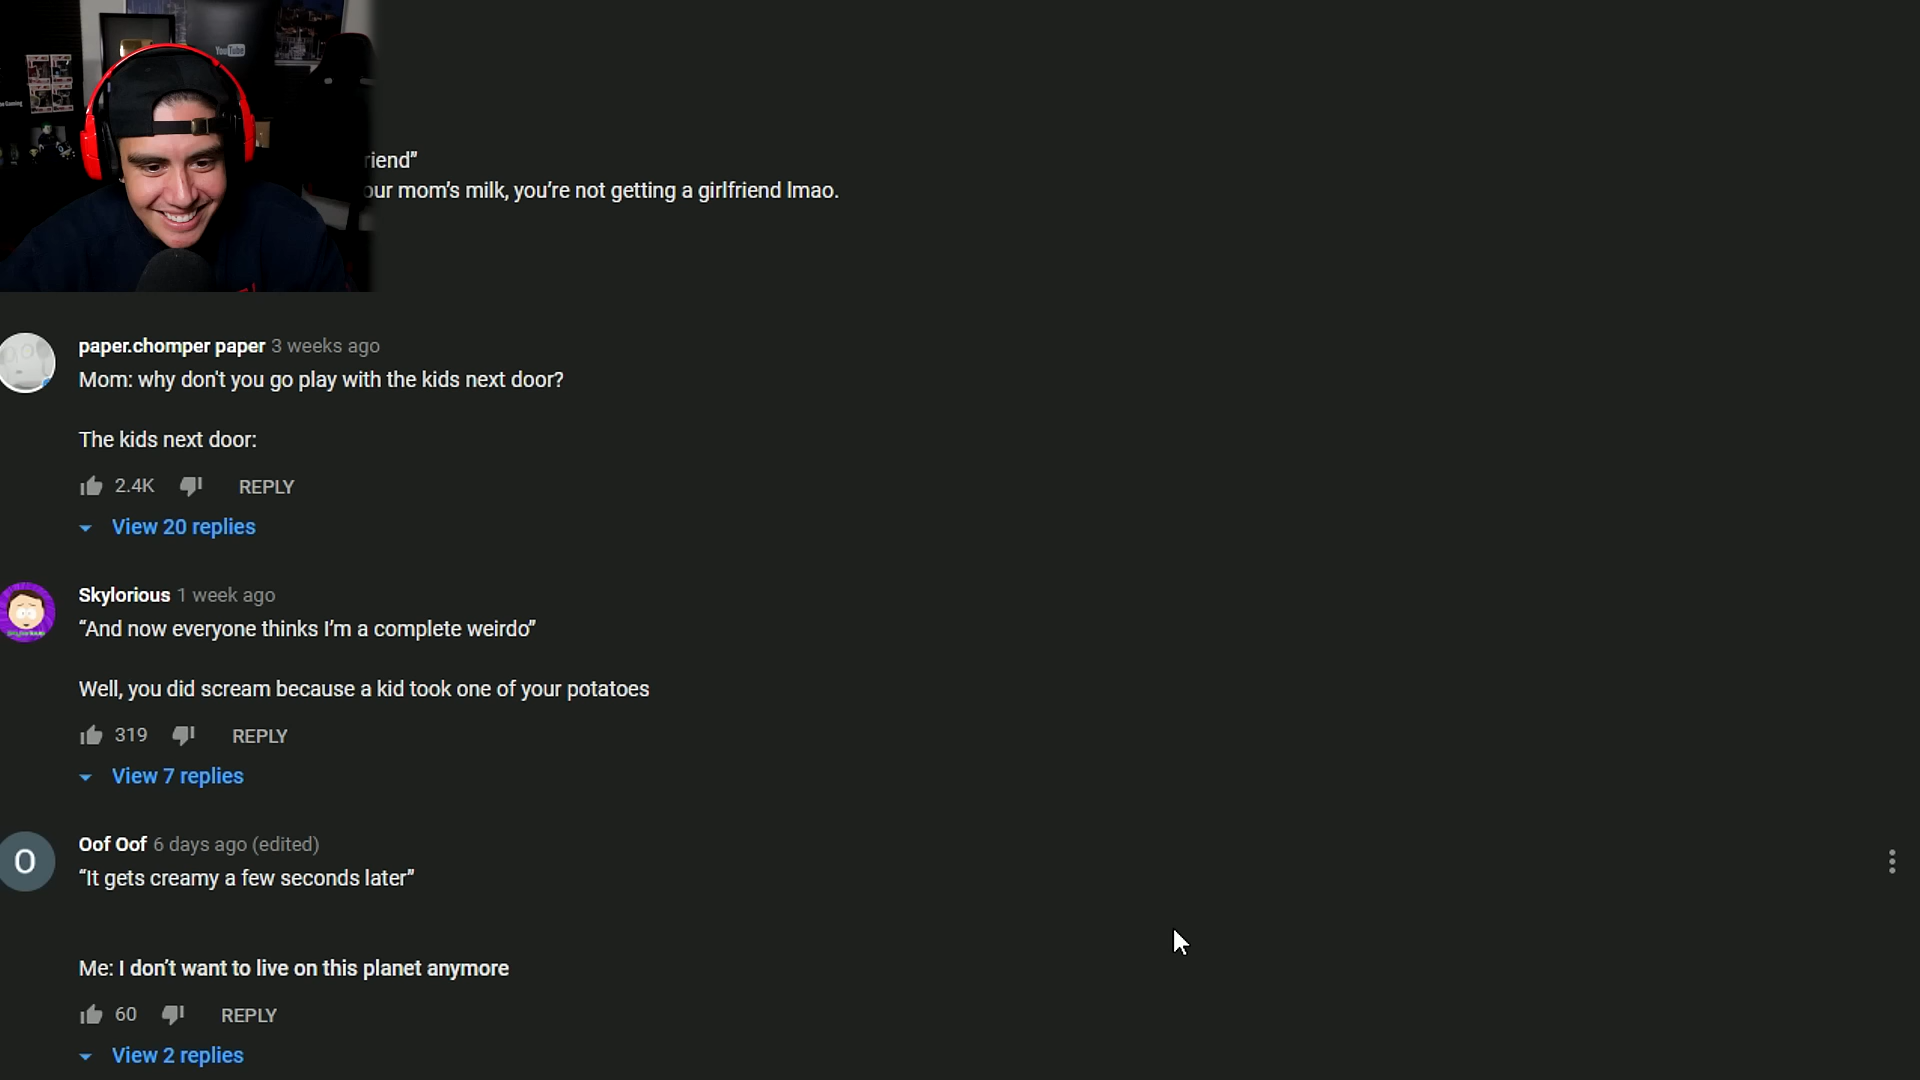 YouTube
riend”
our mom’s milk, you’re not getting a girlfriend lmao.
paper.chomper paper 3 weeks ago
Mom: why don't you go play with the kids next door?
The kids next door:
2.4K REPLY
View 20 replies
Skylorious 1 week ago
“And now everyone thinks I’m a complete weirdo”
Well, you did scream because a kid took one of your potatoes
319 REPLY
View 7 replies
O
Oof Oof 6 days ago (edited)
“It gets creamy a few seconds later”
Me: I don’t want to live on this planet anymore
60 REPLY
View 2 replies